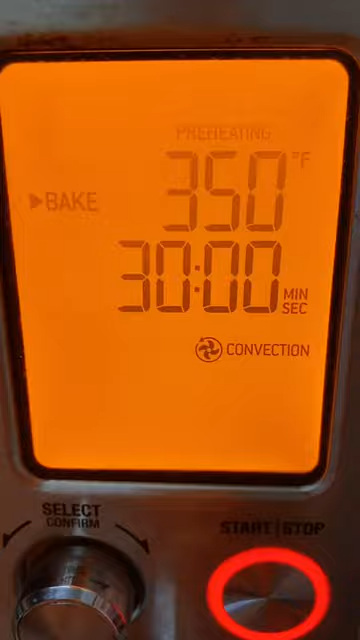 PREHEATING
350°F
▶BAKE
30:00 MIN SEC
CONVECTION
SELECT
CONFIRM
START|STOP